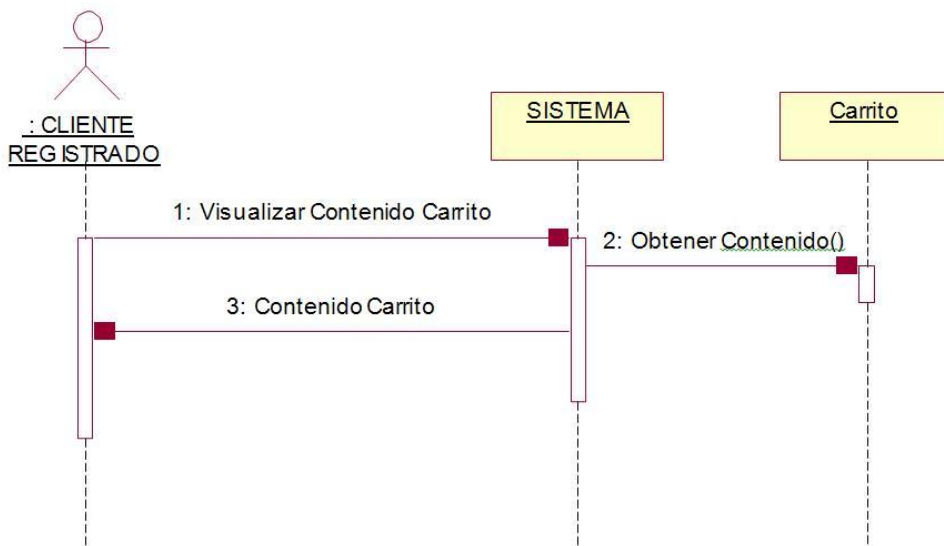 : CLIENTE
REGISTRADO
SISTEMA
Carrito
1: Visualizar Contenido Carrito
2: Obtener Contenido()
3: Contenido Carrito